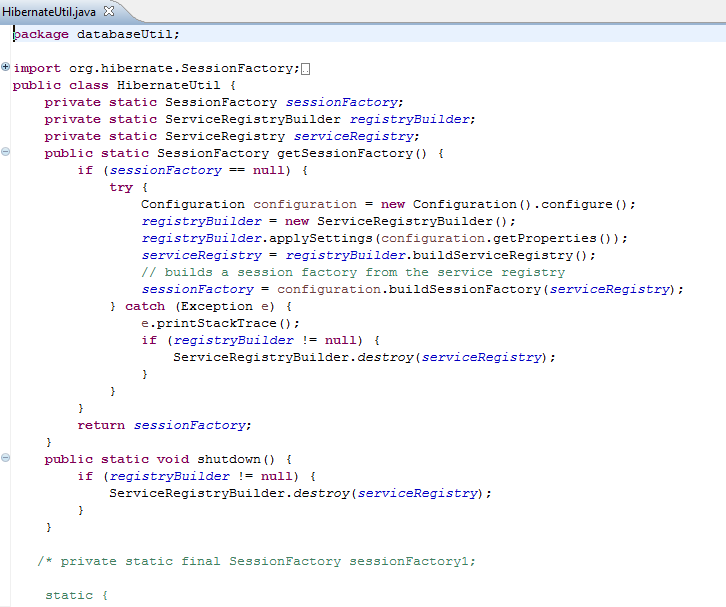 HibernateUtil.java
package databaseUtil;
import org.hibernate.SessionFactory;
public class HibernateUtil {
private static SessionFactory sessionFactory;
private static ServiceRegistryBuilder registryBuilder;
private static ServiceRegistry serviceRegistry;
public static SessionFactory getSessionFactory() {
if (sessionFactory == null) {
try {
Configuration configuration = new Configuration().configure();
registryBuilder = new ServiceRegistryBuilder();
registryBuilder.applySettings(configuration.getProperties());
serviceRegistry = registryBuilder.buildServiceRegistry();
// builds a session factory from the service registry
sessionFactory = configuration.buildSessionFactory(serviceRegistry);
} catch (Exception e) {
e.printStackTrace();
if (registryBuilder != null) {
ServiceRegistryBuilder.destroy(serviceRegistry);
}
}
}
return sessionFactory;
}
public static void shutdown() {
if (registryBuilder != null) {
ServiceRegistryBuilder.destroy(serviceRegistry);
}
}
/* private static final SessionFactory sessionFactory1;
static {